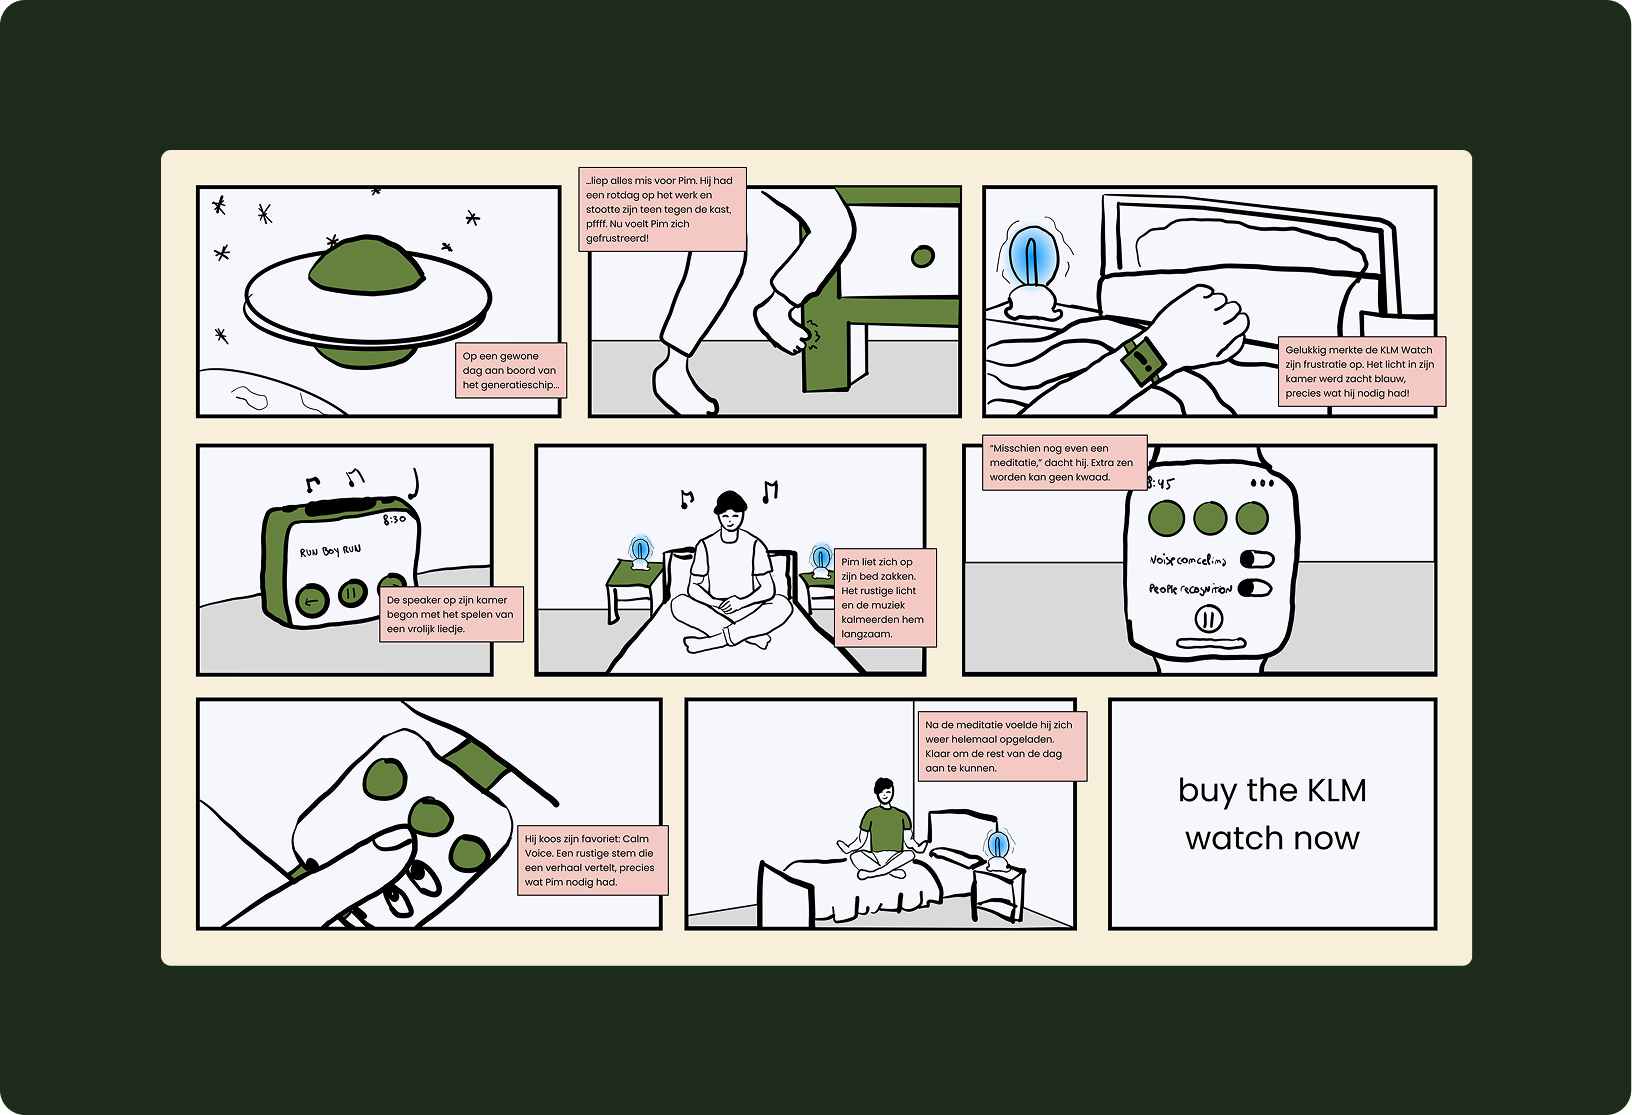 Op een gewone
dag aan boord van
het generatieschip...
...liep alles mis voor Pim. Hij had
een rotdag op het werk en
stootte zijn teen tegen de kast,
pffff. Nu voelt Pim zich
gefrustreerd!
Gelukkig merkte de KLM Watch
zijn frustratie op. Het licht in zijn
kamer werd zacht blauw,
precies wat hij nodig had!
8:30
RUN BOY RUN
De speaker op zijn kamer
begon met het spelen van
een vrolijk liedje.
Pim liet zich op
zijn bed zakken.
Het rustige licht
en de muziek
kalmeerden hem
langzaam.
"Misschien nog even een
meditatie," dacht hij. Extra zen
worden kan geen kwaad.
8:45
Noise canceling
People recognition
Hij koos zijn favoriet: Calm
Voice. Een rustige stem die
een verhaal vertelt, precies
wat Pim nodig had.
Na de meditatie voelde hij zich
weer helemaal opgeladen.
Klaar om de rest van de dag
aan te kunnen.
buy the KLM
watch now